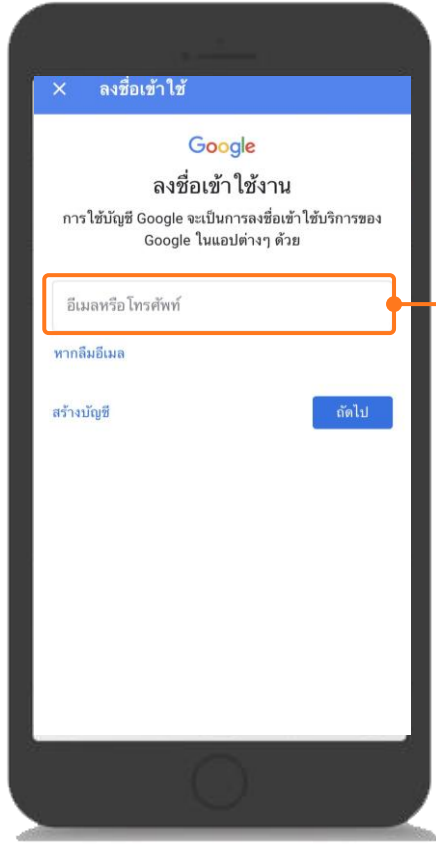 × ลงชื่อเข้าใช้
Google
ลงชื่อเข้าใช้งาน
การใช้บัญชี Google จะเป็นการลงชื่อเข้าใช้บริการของ
Google ในแอปต่างๆ ด้วย
อีเมลหรือโทรศัพท์
หากลืมอีเมล
สร้างบัญชี
ถัดไป